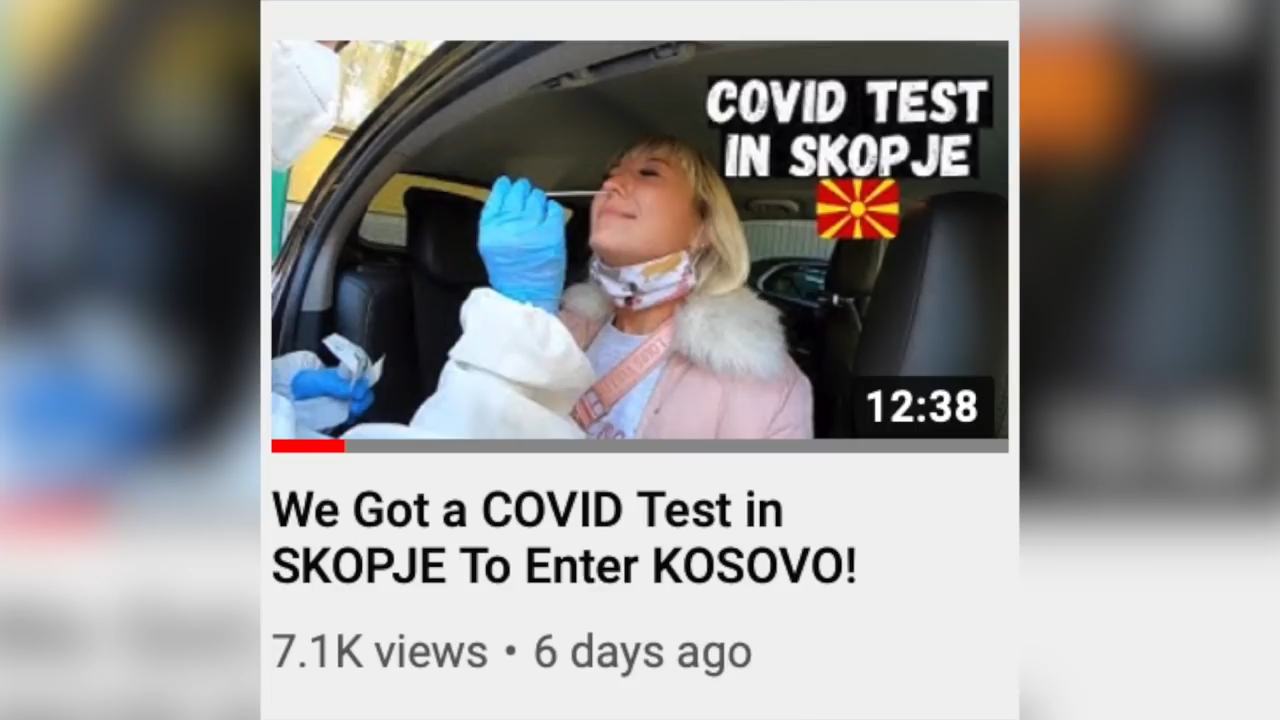 COVID TEST
IN SKOPJE
12:38
We Got a COVID Test in
SKOPJE To Enter KOSOVO!
7.1K views • 6 days ago